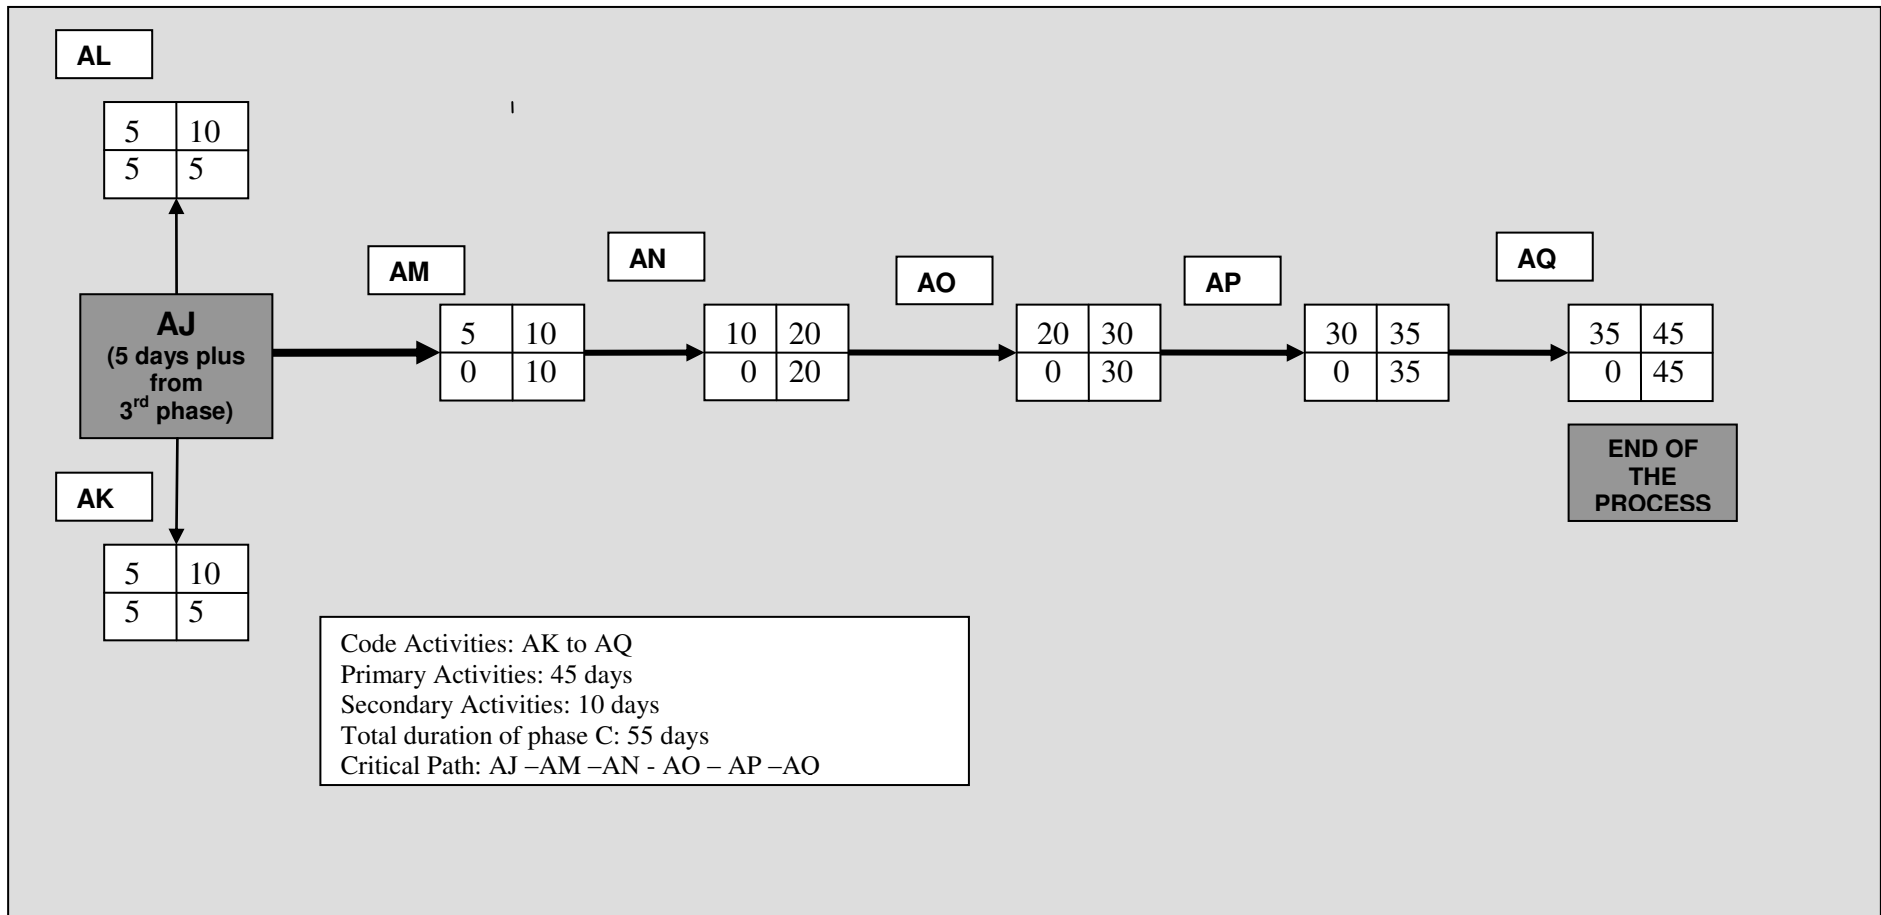 AL
5 10
5 5
AM
AN
AO
AP
AQ
AJ
(5 days plus
from
3rd phase)
5 10
0 10
10 20
0 20
20 30
0 30
30 35
0 35
35 45
0 45
END OF
THE
PROCESS
AK
5 10
5 5
Code Activities: AK to AQ
Primary Activities: 45 days
Secondary Activities: 10 days
Total duration of phase C: 55 days
Critical Path: AJ –AM –AN - AO – AP –AQ